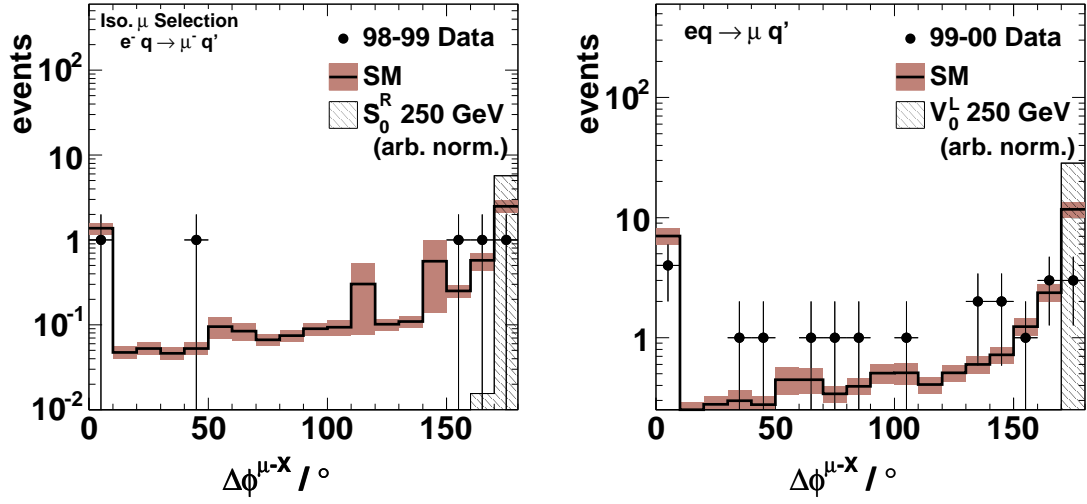 Iso. μ Selection
e⁻ q → μ⁻ q'
98-99 Data
SM
S₀ᴿ 250 GeV
(arb. norm.)
events
10²
10
1
10⁻¹
10⁻²
0 50 100 150
Δϕ^μ-X / °
eq → μ q'
99-00 Data
SM
V₀ᴸ 250 GeV
(arb. norm.)
events
10²
10
1
0 50 100 150
Δϕ^μ-X / °